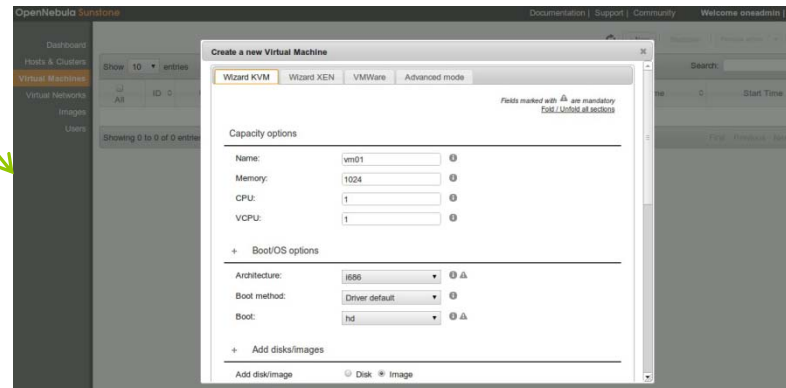 OpenNebula Sunstone
Documentation | Support | Community
Welcome oneadmin |
Dashboard
Hosts & Clusters
Virtual Machines
Virtual Networks
Images
Users
Show 10 entries
Search:
All
ID
Start Time
Showing 0 to 0 of 0 entries
Create a new Virtual Machine
Wizard KVM
Wizard XEN
VMWare
Advanced mode
Fields marked with are mandatory
Fold / Unfold all sections
Capacity options
Name: vm01
Memory: 1024
CPU: 1
VCPU: 1
+ Boot/OS options
Architecture: i686
Boot method: Driver default
Boot: hd
+ Add disks/images
Add disk/image Disk Image